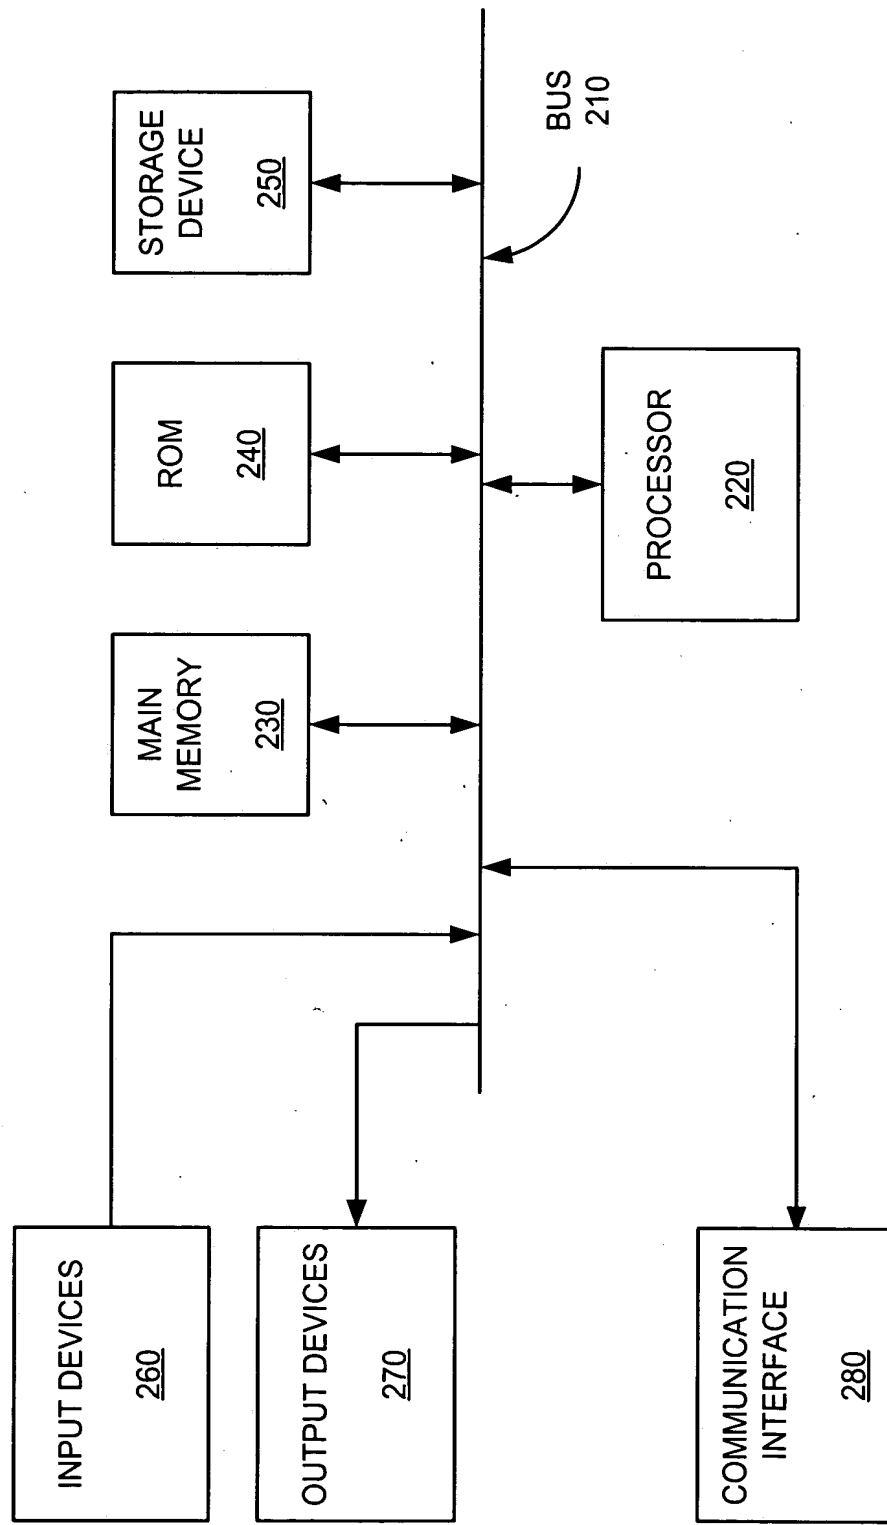 INPUT DEVICES
260
OUTPUT DEVICES
270
COMMUNICATION
INTERFACE
280
MAIN
MEMORY
230
ROM
240
STORAGE
DEVICE
250
PROCESSOR
220
BUS
210